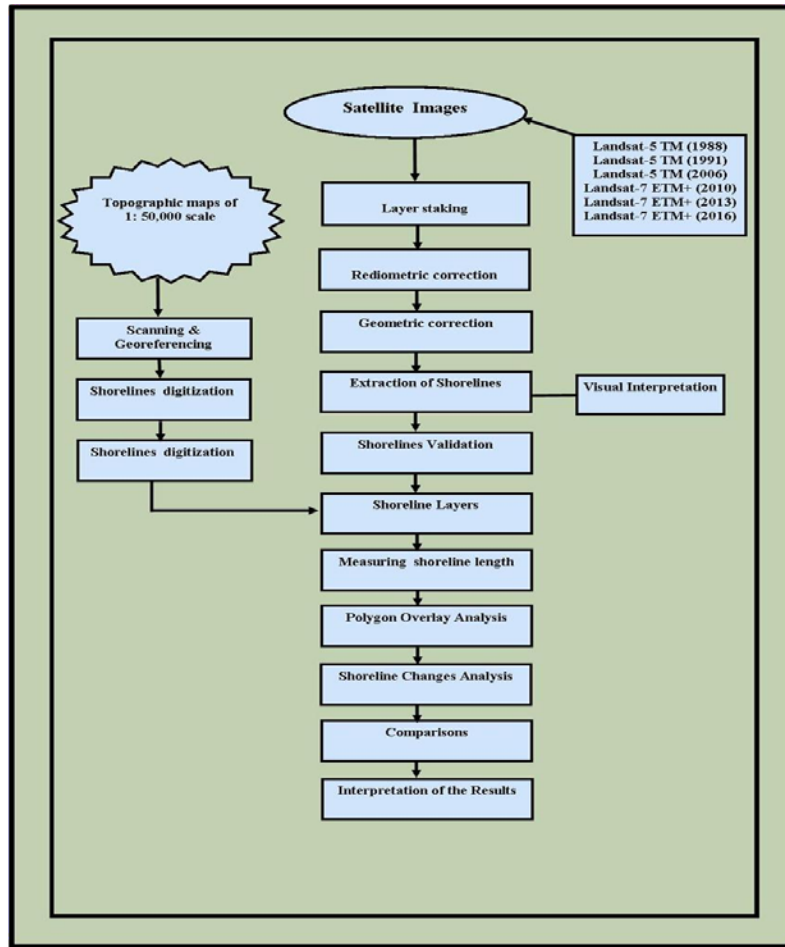 Satellite Images
Landsat-5 TM (1988)
Landsat-5 TM (1991)
Landsat-5 TM (2006)
Landsat-7 ETM+ (2010)
Landsat-7 ETM+ (2013)
Landsat-7 ETM+ (2016)
Topographic maps of
1: 50,000 scale
Layer staking
Rediometric correction
Scanning &
Georeferencing
Geometric correction
Shorelines digitization
Extraction of Shorelines
Visual Interpretation
Shorelines digitization
Shorelines Validation
Shoreline Layers
Measuring shoreline length
Polygon Overlay Analysis
Shoreline Changes Analysis
Comparisons
Interpretation of the Results